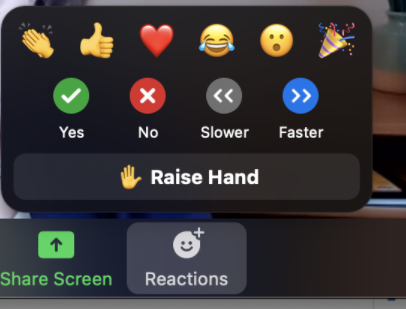 Yes
No
Slower
Faster
Raise Hand
Share Screen
Reactions